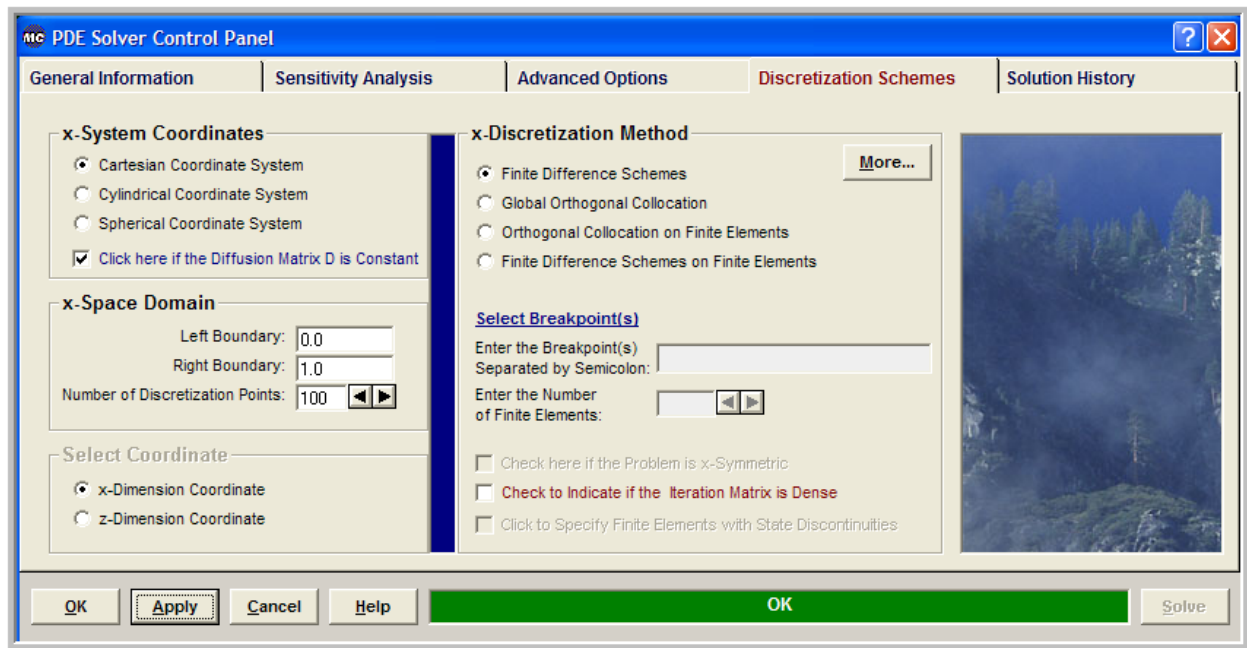 MC PDE Solver Control Panel
General Information
Sensitivity Analysis
Advanced Options
Discretization Schemes
Solution History
x-System Coordinates
Cartesian Coordinate System
Cylindrical Coordinate System
Spherical Coordinate System
Click here if the Diffusion Matrix D is Constant
x-Space Domain
Left Boundary: 0.0
Right Boundary: 1.0
Number of Discretization Points: 100
Select Coordinate
x-Dimension Coordinate
z-Dimension Coordinate
x-Discretization Method
More...
Finite Difference Schemes
Global Orthogonal Collocation
Orthogonal Collocation on Finite Elements
Finite Difference Schemes on Finite Elements
Select Breakpoint(s)
Enter the Breakpoint(s)
Separated by Semicolon:
Enter the Number
of Finite Elements:
Check here if the Problem is x-Symmetric
Check to Indicate if the Iteration Matrix is Dense
Click to Specify Finite Elements with State Discontinuities
OK
Apply
Cancel
Help
OK
Solve